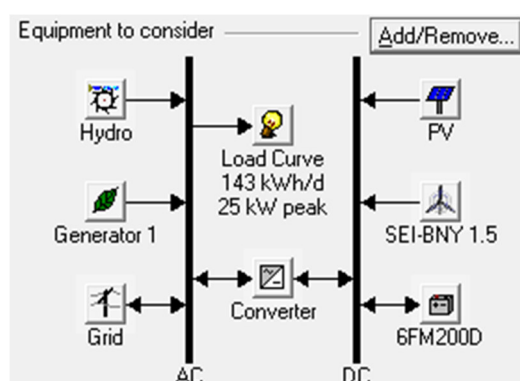 Equipment to consider
Add/Remove...
Hydro
PV
Load Curve
143 kWh/d
25 kW peak
Generator 1
SEI-BNY 1.5
Converter
Grid
6FM200D
AC
DC